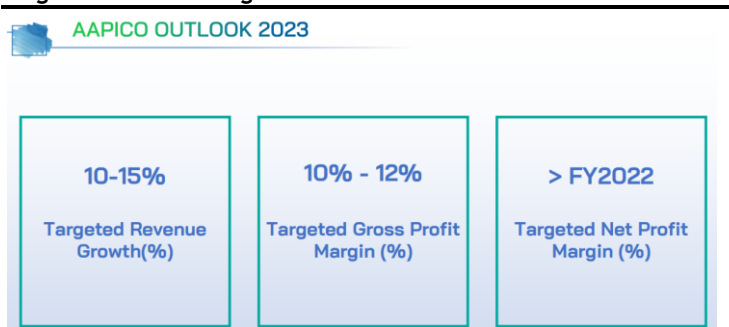 AAPICO OUTLOOK 2023
10-15%
Targeted Revenue
Growth(%)
10% - 12%
Targeted Gross Profit
Margin (%)
> FY2022
Targeted Net Profit
Margin (%)